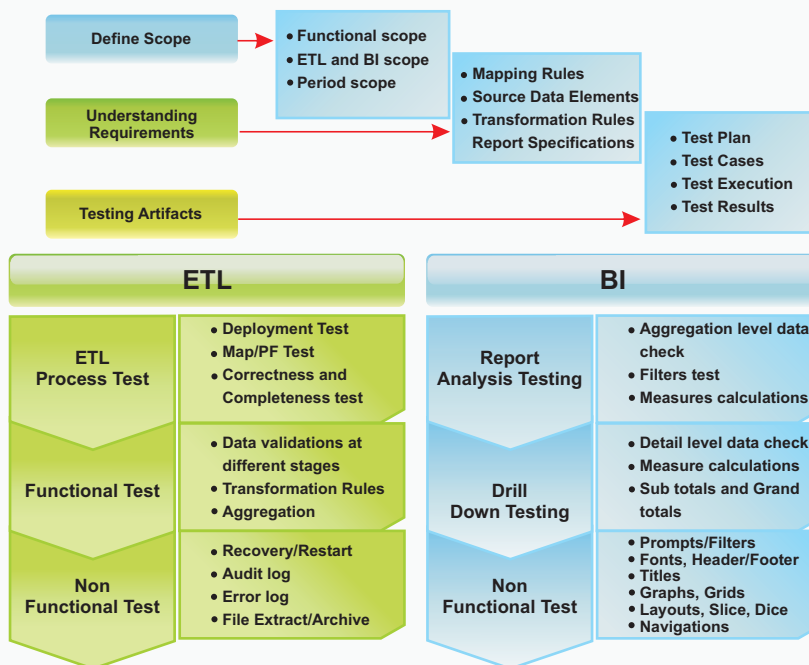 Define Scope
• Functional scope
• ETL and BI scope
• Period scope
Understanding
Requirements
• Mapping Rules
• Source Data Elements
• Transformation Rules
Report Specifications
Testing Artifacts
• Test Plan
• Test Cases
• Test Execution
• Test Results
ETL
ETL
Process Test
• Deployment Test
• Map/PF Test
• Correctness and
Completeness test
Functional Test
• Data validations at
different stages
• Transformation Rules
• Aggregation
Non
Functional Test
• Recovery/Restart
• Audit log
• Error log
• File Extract/Archive
BI
Report
Analysis Testing
• Aggregation level data
check
• Filters test
• Measures calculations
Drill
Down Testing
• Detail level data check
• Measure calculations
• Sub totals and Grand
totals
Non
Functional Test
• Prompts/Filters
• Fonts, Header/Footer
• Titles
• Graphs, Grids
• Layouts, Slice, Dice
• Navigations